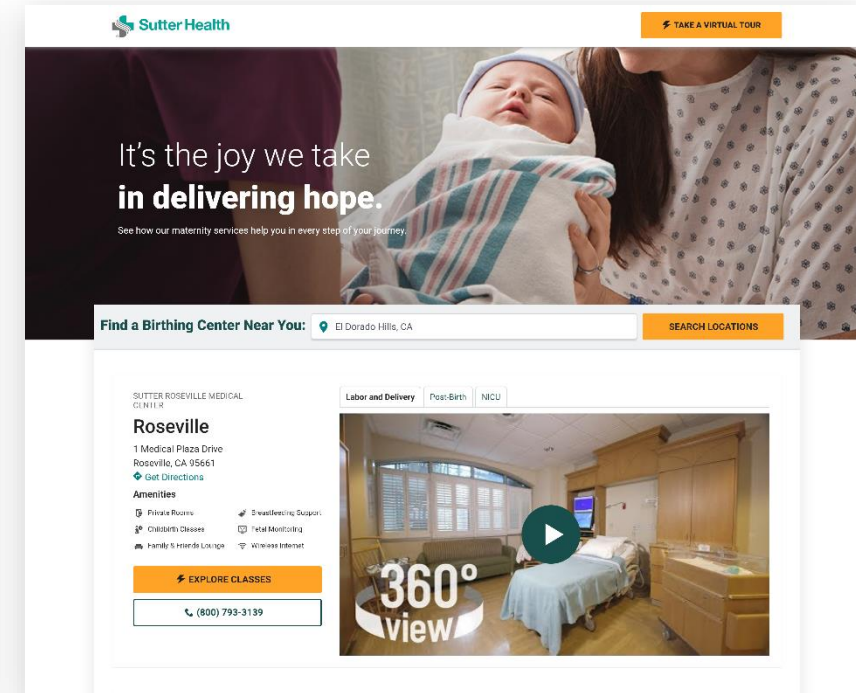 Sutter Health
TAKE A VIRTUAL TOUR
It's the joy we take
in delivering hope.
See how our maternity services help you in every step of your journey.
Find a Birthing Center Near You:
El Dorado Hills, CA
SEARCH LOCATIONS
SUTTER ROSEVILLE MEDICAL
CENTER
Roseville
1 Medical Plaza Drive
Roseville, CA 95661
Get Directions
Amenities
Private Rooms
Breastfeeding Support
Childbirth Classes
Fetal Monitoring
Family & Friends Lounge
Wireless Internet
EXPLORE CLASSES
(800) 793-3139
Labor and Delivery
Post-Birth
NICU
360°
view